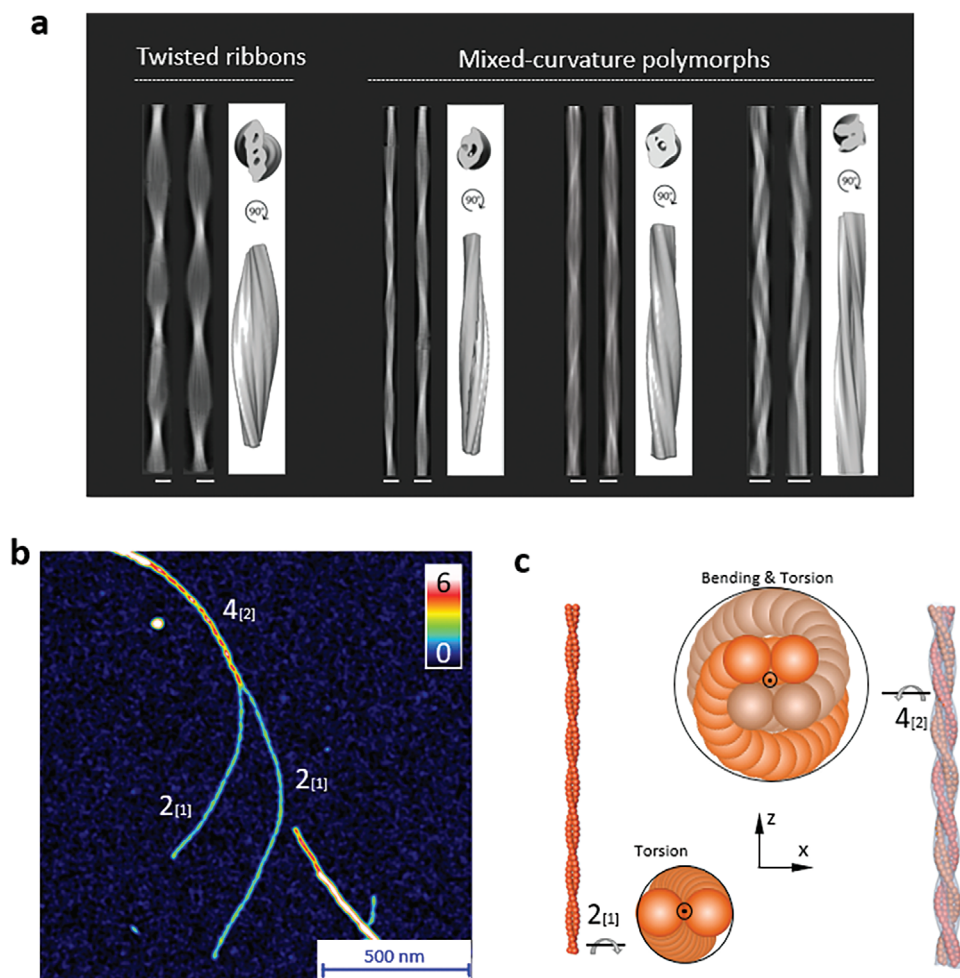 a
Twisted ribbons
Mixed-curvature polymorphs
90°
90°
90°
90°
b
6
0
4[2]
2[1]
2[1]
500 nm
c
Bending & Torsion
4[2]
z
x
Torsion
2[1]